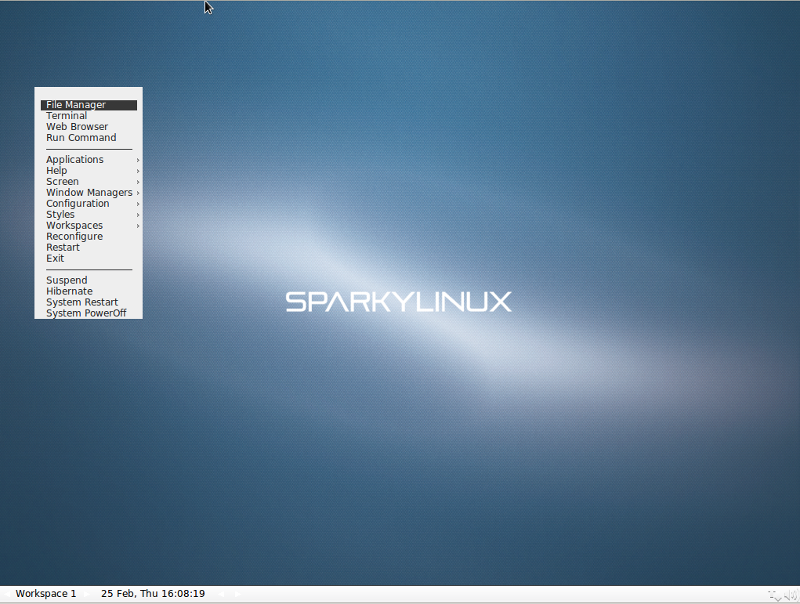 File Manager
Terminal
Web Browser
Run Command
Applications
Help
Screen
Window Managers
Configuration
Styles
Workspaces
Reconfigure
Restart
Exit
Suspend
Hibernate
System Restart
System PowerOff
SPARKYLINUX
Workspace 1 25 Feb, Thu 16:08:19